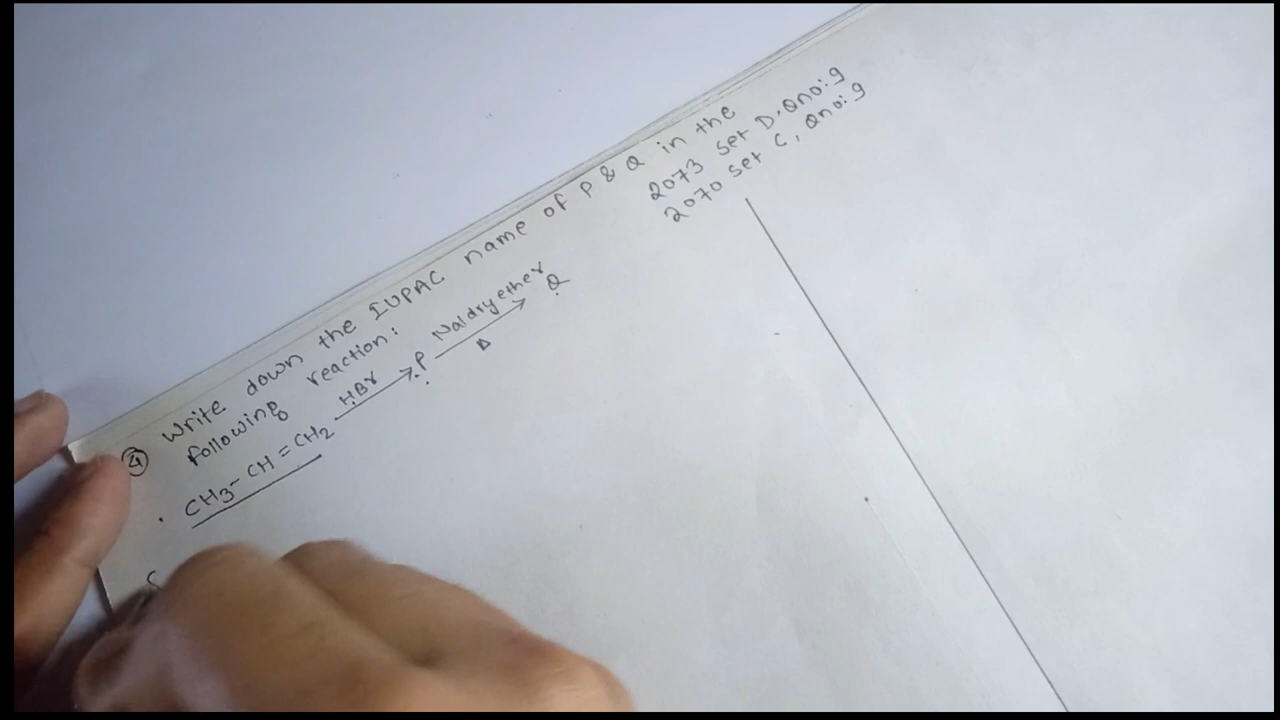 ④ Write down the IUPAC name of P & Q in the
following reaction:
2073 set D, Qno: 9
2070 set C, Qno: 9
CH3- CH = CH2 HBr → P Na/dry ether → Q
Δ